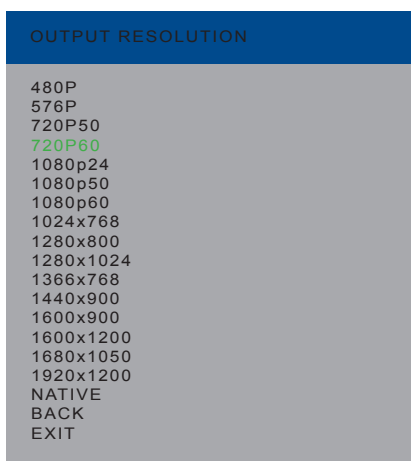 OUTPUT RESOLUTION
480P
576P
720P50
720P60
1080p24
1080p50
1080p60
1024x768
1280x800
1280x1024
1366x768
1440x900
1600x900
1600x1200
1680x1050
1920x1200
NATIVE
BACK
EXIT